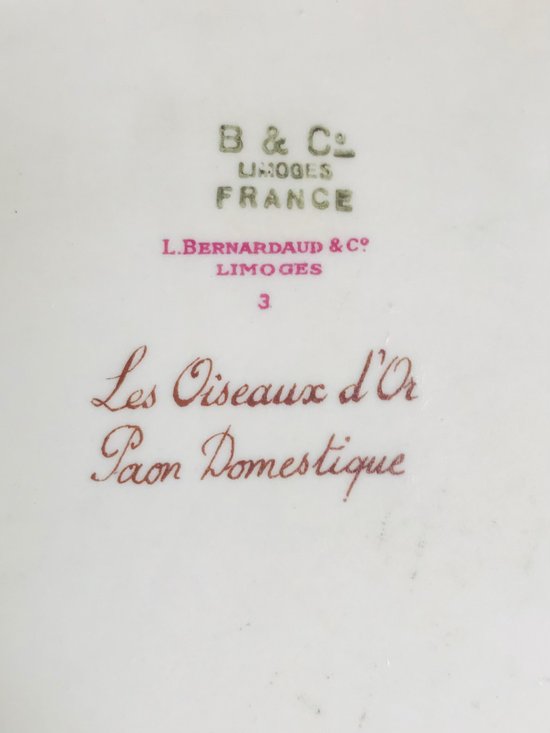 B & Co
LIMOGES
FRANCE
L. BERNARDAUD & Co
LIMOGES
3
Les Oiseaux d'Or
Paon Domestique